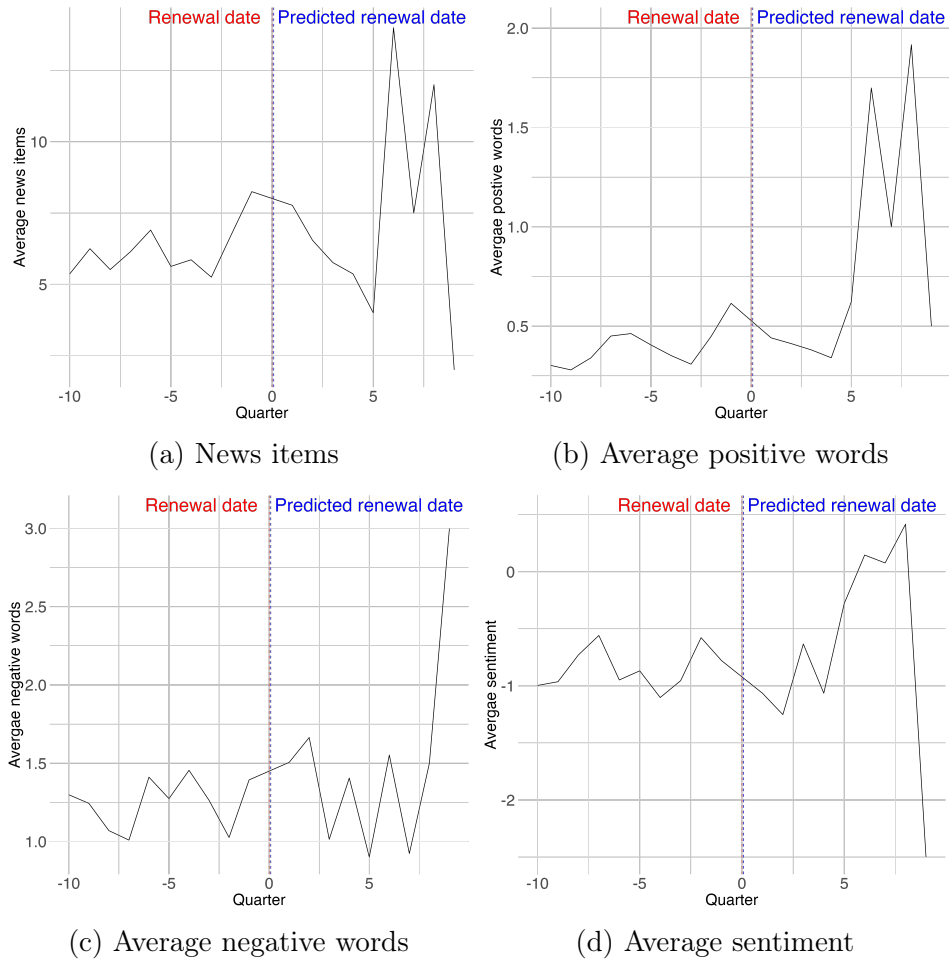 Renewal date Predicted renewal date
Average news items
10
5
-10 -5 0 5
Quarter
(a) News items
Renewal date Predicted renewal date
Avergae postive words
2.0
1.5
1.0
0.5
-10 -5 0 5
Quarter
(b) Average positive words
Renewal date Predicted renewal date
Avergae negative words
3.0
2.5
2.0
1.5
1.0
-10 -5 0 5
Quarter
(c) Average negative words
Renewal date Predicted renewal date
Avergae sentiment
0
-1
-2
-10 -5 0 5
Quarter
(d) Average sentiment